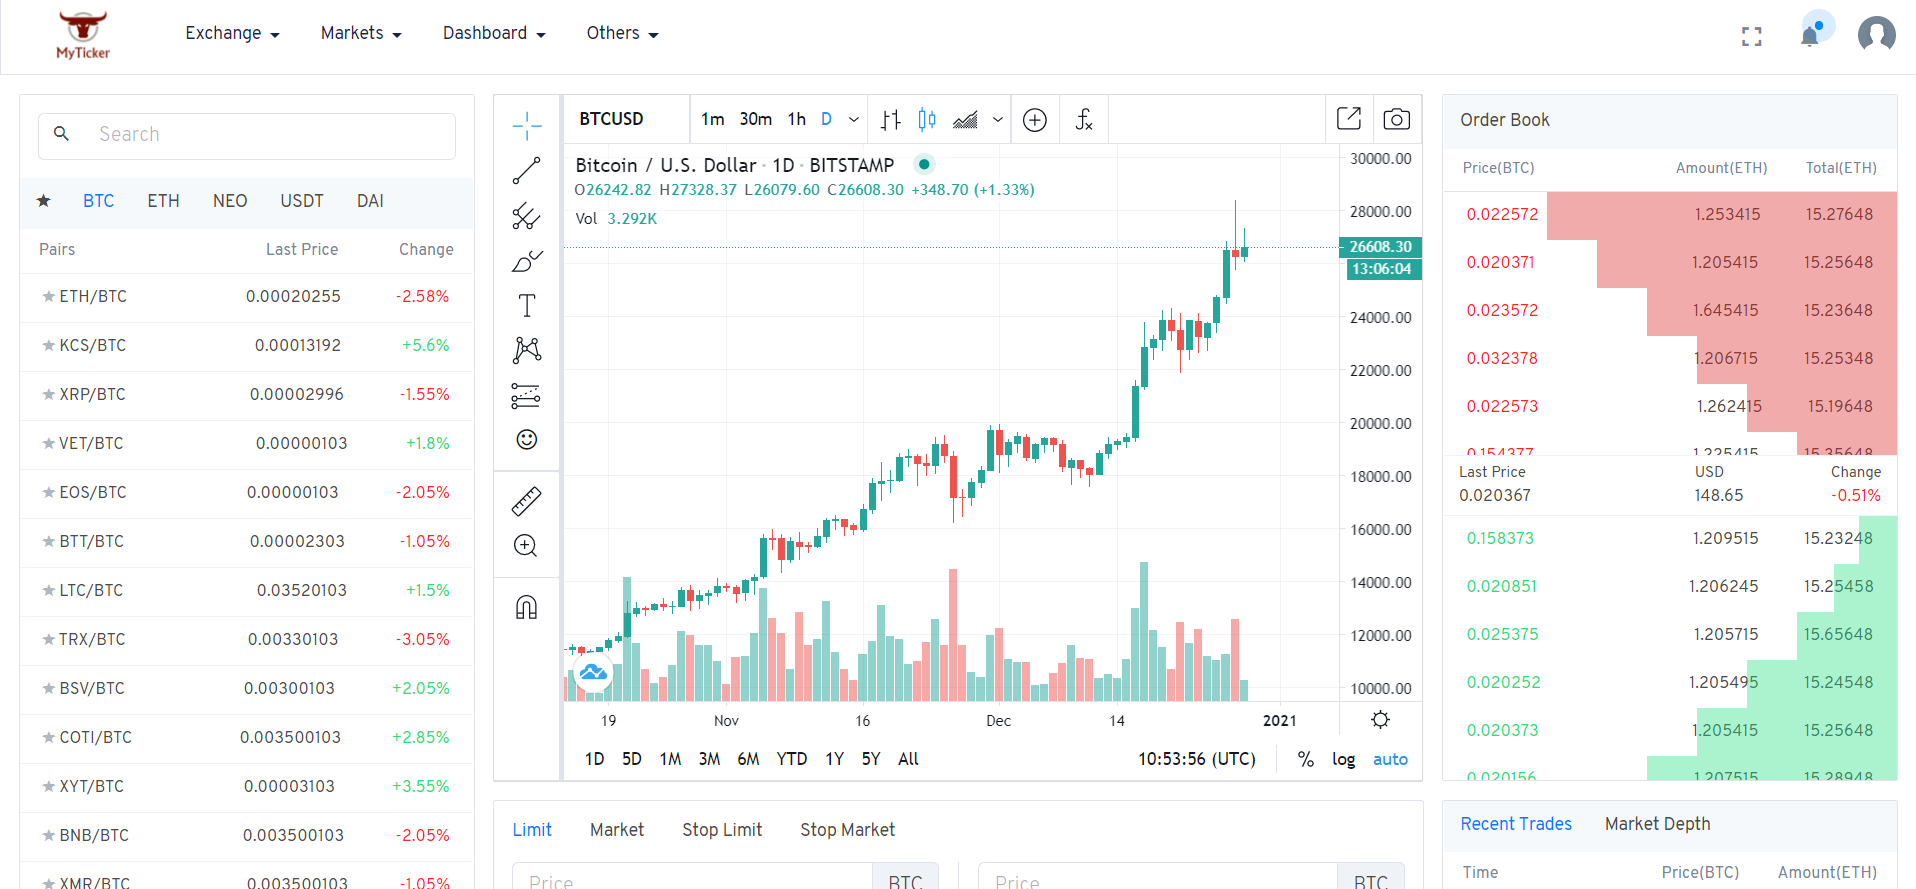 MyTicker
Exchange Markets Dashboard Others
Search
BTC ETH NEO USDT DAI
Pairs Last Price Change
ETH/BTC 0.00020255 -2.58%
KCS/BTC 0.00013192 +5.6%
XRP/BTC 0.00002996 -1.55%
VET/BTC 0.00000103 +1.8%
EOS/BTC 0.00000103 -2.05%
BTT/BTC 0.00002303 -1.05%
LTC/BTC 0.03520103 +1.5%
TRX/BTC 0.00330103 -3.05%
BSV/BTC 0.00300103 +2.05%
COTI/BTC 0.003500103 +2.85%
XYT/BTC 0.00003103 +3.55%
BNB/BTC 0.003500103 -2.05%
XMR/BTC 0.003500103 -1.05%
BTCUSD 1m 30m 1h D
Bitcoin / U.S. Dollar · 1D · BITSTAMP
O26242.82 H27328.37 L26079.60 C26608.30 +348.70 (+1.33%)
Vol 3.292K
30000.00
28000.00
26608.30
13:06:04
24000.00
22000.00
20000.00
18000.00
16000.00
14000.00
12000.00
10000.00
19 Nov 16 Dec 14 2021
1D 5D 1M 3M 6M YTD 1Y 5Y All 10:53:56 (UTC) % log auto
Limit Market Stop Limit Stop Market
Price BTC Price BTC
Order Book
Price(BTC) Amount(ETH) Total(ETH)
0.022572 1.253415 15.27648
0.020371 1.205415 15.25648
0.023572 1.645415 15.23648
0.032378 1.206715 15.25348
0.022573 1.262415 15.19648
0.154377 1.225415 15.35648
Last Price USD Change
0.020367 148.65 -0.51%
0.158373 1.209515 15.23248
0.020851 1.206245 15.25458
0.025375 1.205715 15.65648
0.020252 1.205495 15.24548
0.020373 1.205415 15.25648
0.020156 1.207515 15.28948
Recent Trades Market Depth
Time Price(BTC) Amount(ETH)